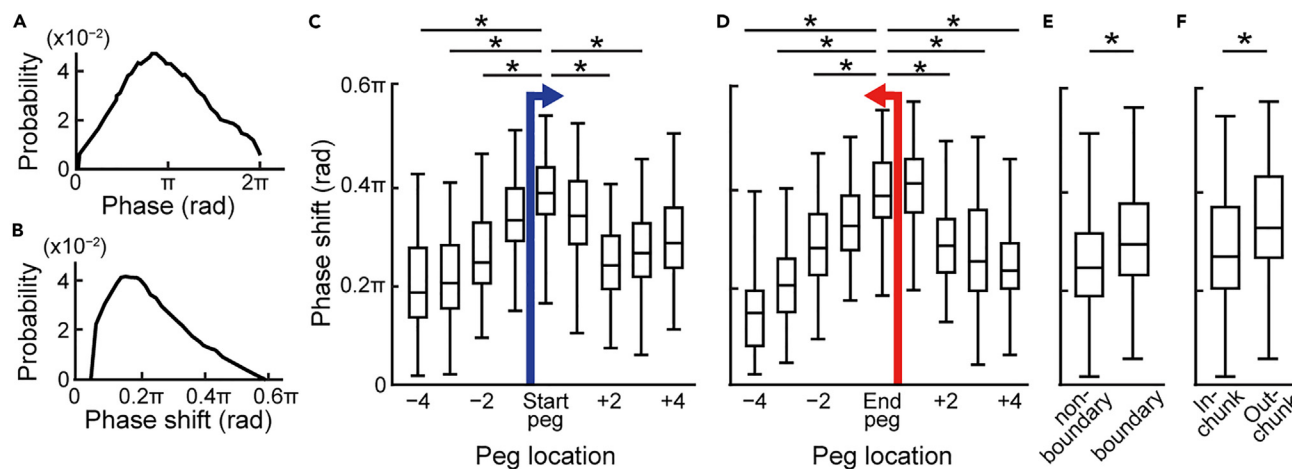 A
(x10⁻²)
4
2
0
Probability
0
π
2π
Phase (rad)
B
(x10⁻²)
4
2
0
Probability
0
0.2π
0.4π
0.6π
Phase shift (rad)
C
*
*
*
*
*
0.6π
0.4π
0.2π
0
Phase shift (rad)
−4
−2
Start
peg
+2
+4
Peg location
D
*
*
*
*
*
*
−4
−2
End
peg
+2
+4
Peg location
E
*
non-
boundary
boundary
F
*
In-
chunk
Out-
chunk